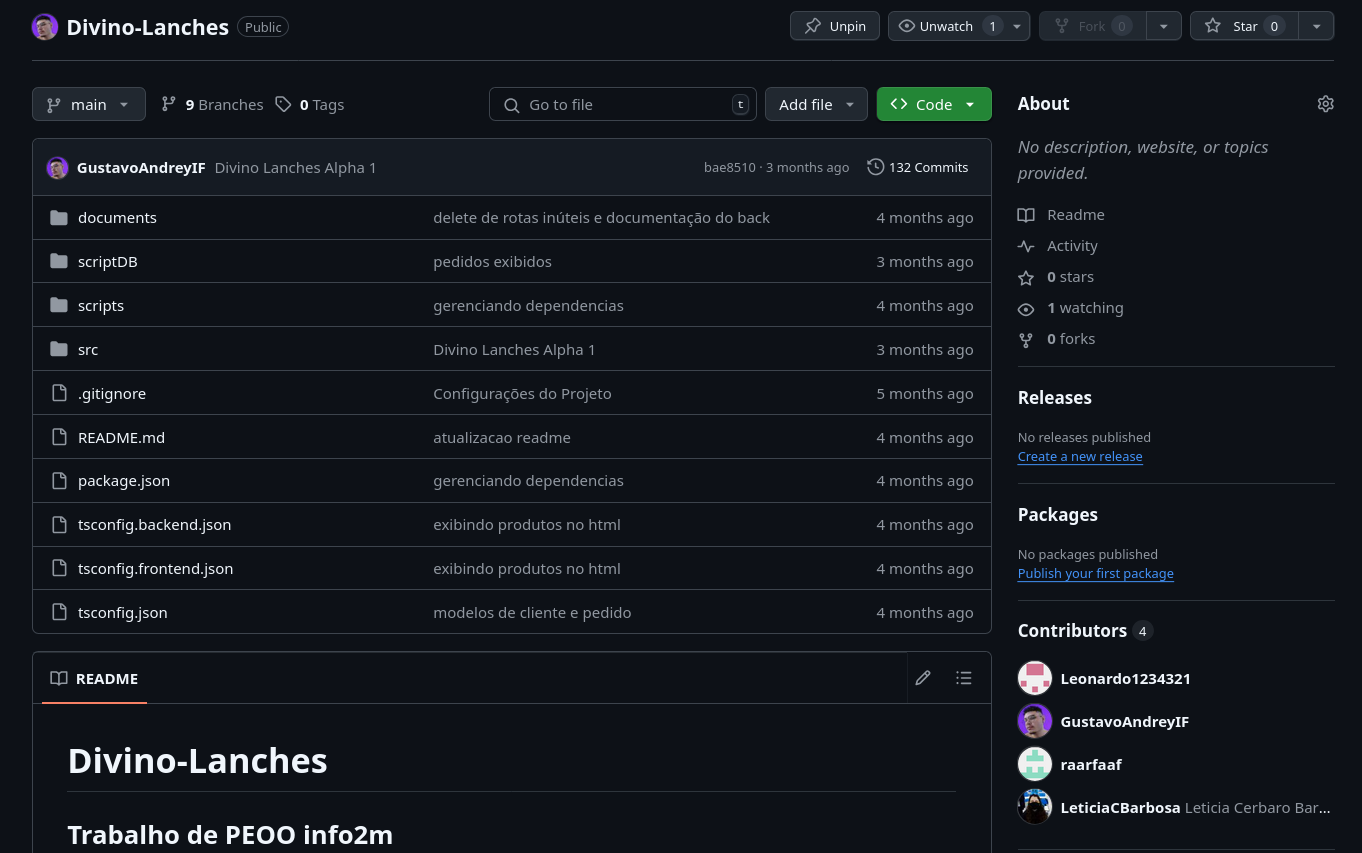 Divino-Lanches Public Unpin Unwatch 1 Fork 0 Star 0
main 9 Branches 0 Tags Go to file t Add file Code
GustavoAndreyIF Divino Lanches Alpha 1 bae8510 · 3 months ago 132 Commits
documents delete de rotas inúteis e documentação do back 4 months ago
scriptDB pedidos exibidos 3 months ago
scripts gerenciando dependencias 4 months ago
src Divino Lanches Alpha 1 3 months ago
.gitignore Configurações do Projeto 5 months ago
README.md atualizacao readme 4 months ago
package.json gerenciando dependencias 4 months ago
tsconfig.backend.json exibindo produtos no html 4 months ago
tsconfig.frontend.json exibindo produtos no html 4 months ago
tsconfig.json modelos de cliente e pedido 4 months ago
README
Divino-Lanches
Trabalho de PEOO info2m
About
No description, website, or topics
provided.
Readme
Activity
0 stars
1 watching
0 forks
Releases
No releases published
Create a new release
Packages
No packages published
Publish your first package
Contributors 4
Leonardo1234321
GustavoAndreyIF
raarfaaf
LeticiaCBarbosa Leticia Cerbaro Bar...